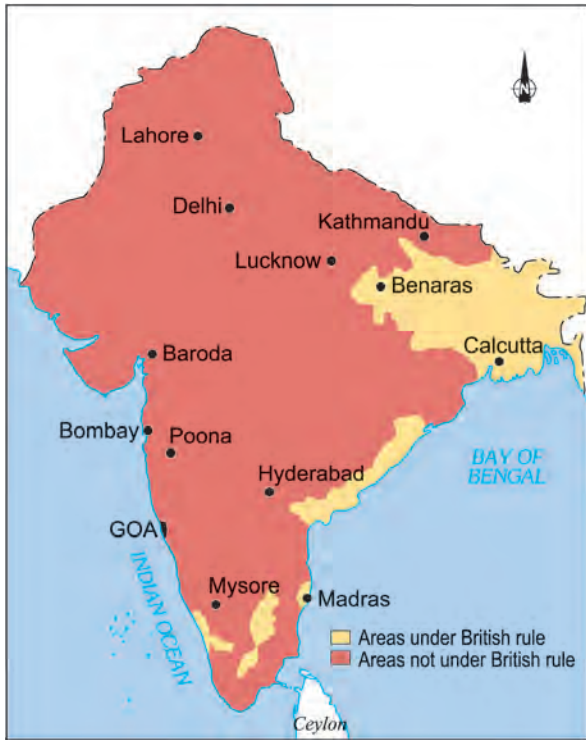 N
Lahore
Delhi
Kathmandu
Lucknow
Benaras
Baroda
Calcutta
Bombay
Poona
BAY OF
BENGAL
Hyderabad
GOA
INDIAN OCEAN
Mysore
Madras
Areas under British rule
Areas not under British rule
Ceylon